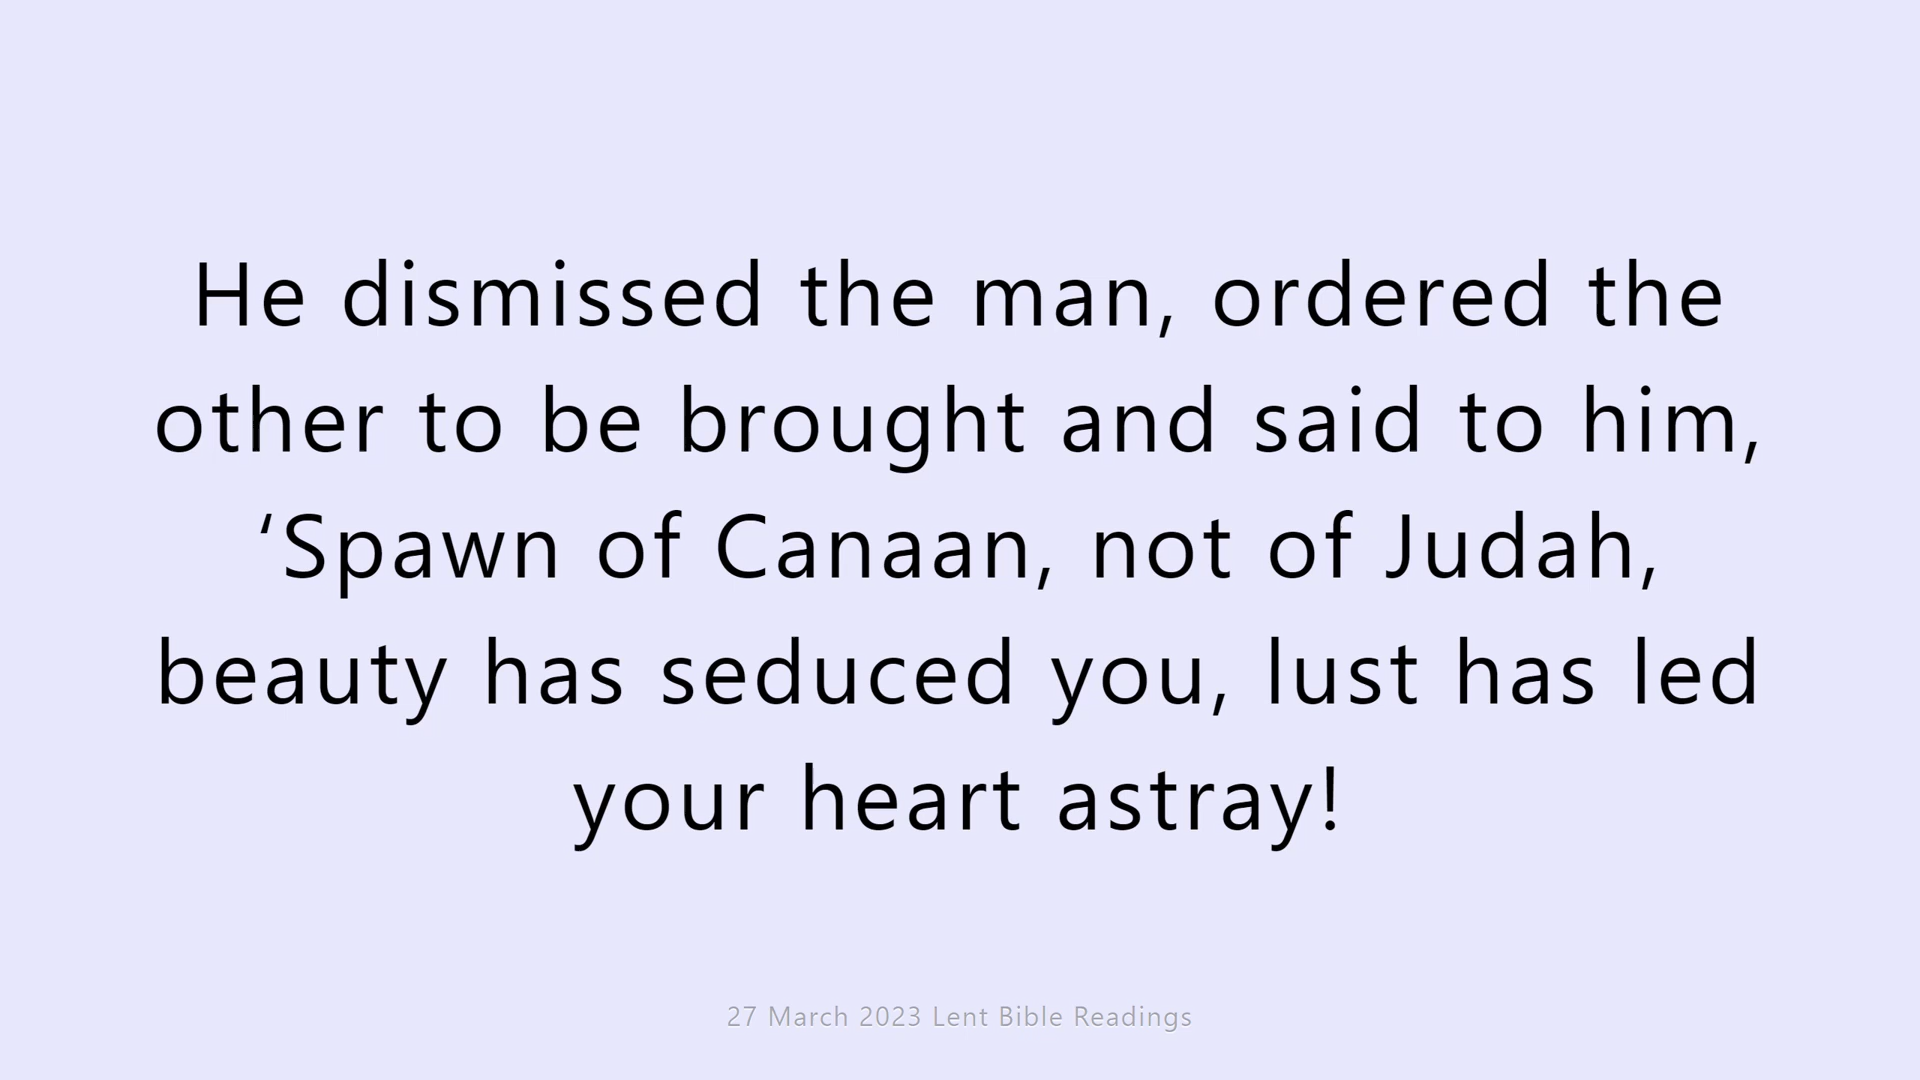 He dismissed the man, ordered the
other to be brought and said to him,
‘Spawn of Canaan, not of Judah,
beauty has seduced you, lust has led
your heart astray!
27 March 2023 Lent Bible Readings